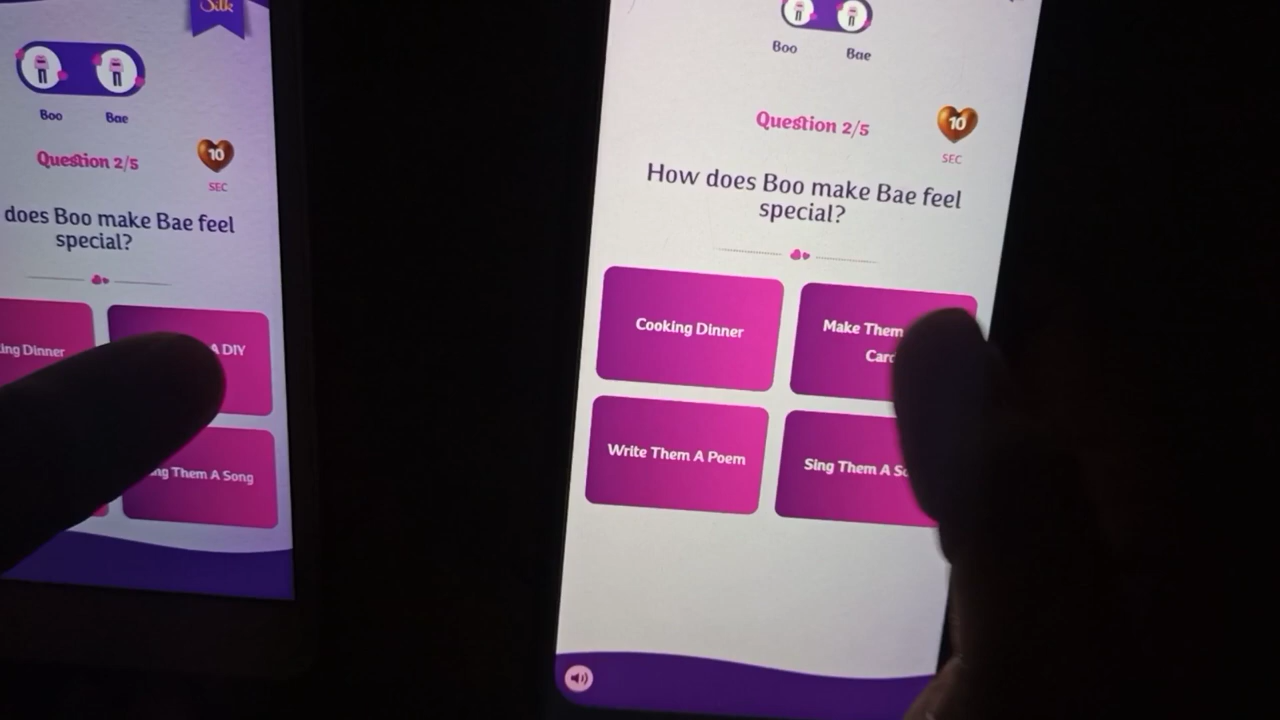 Silk
Boo Bae
Question 2/5
10
SEC
does Boo make Bae feel
special?
ing Dinner
A DIY
ng Them A Song
Boo Bae
Question 2/5
10
SEC
How does Boo make Bae feel
special?
Cooking Dinner
Make Them
Card
Write Them A Poem
Sing Them A So